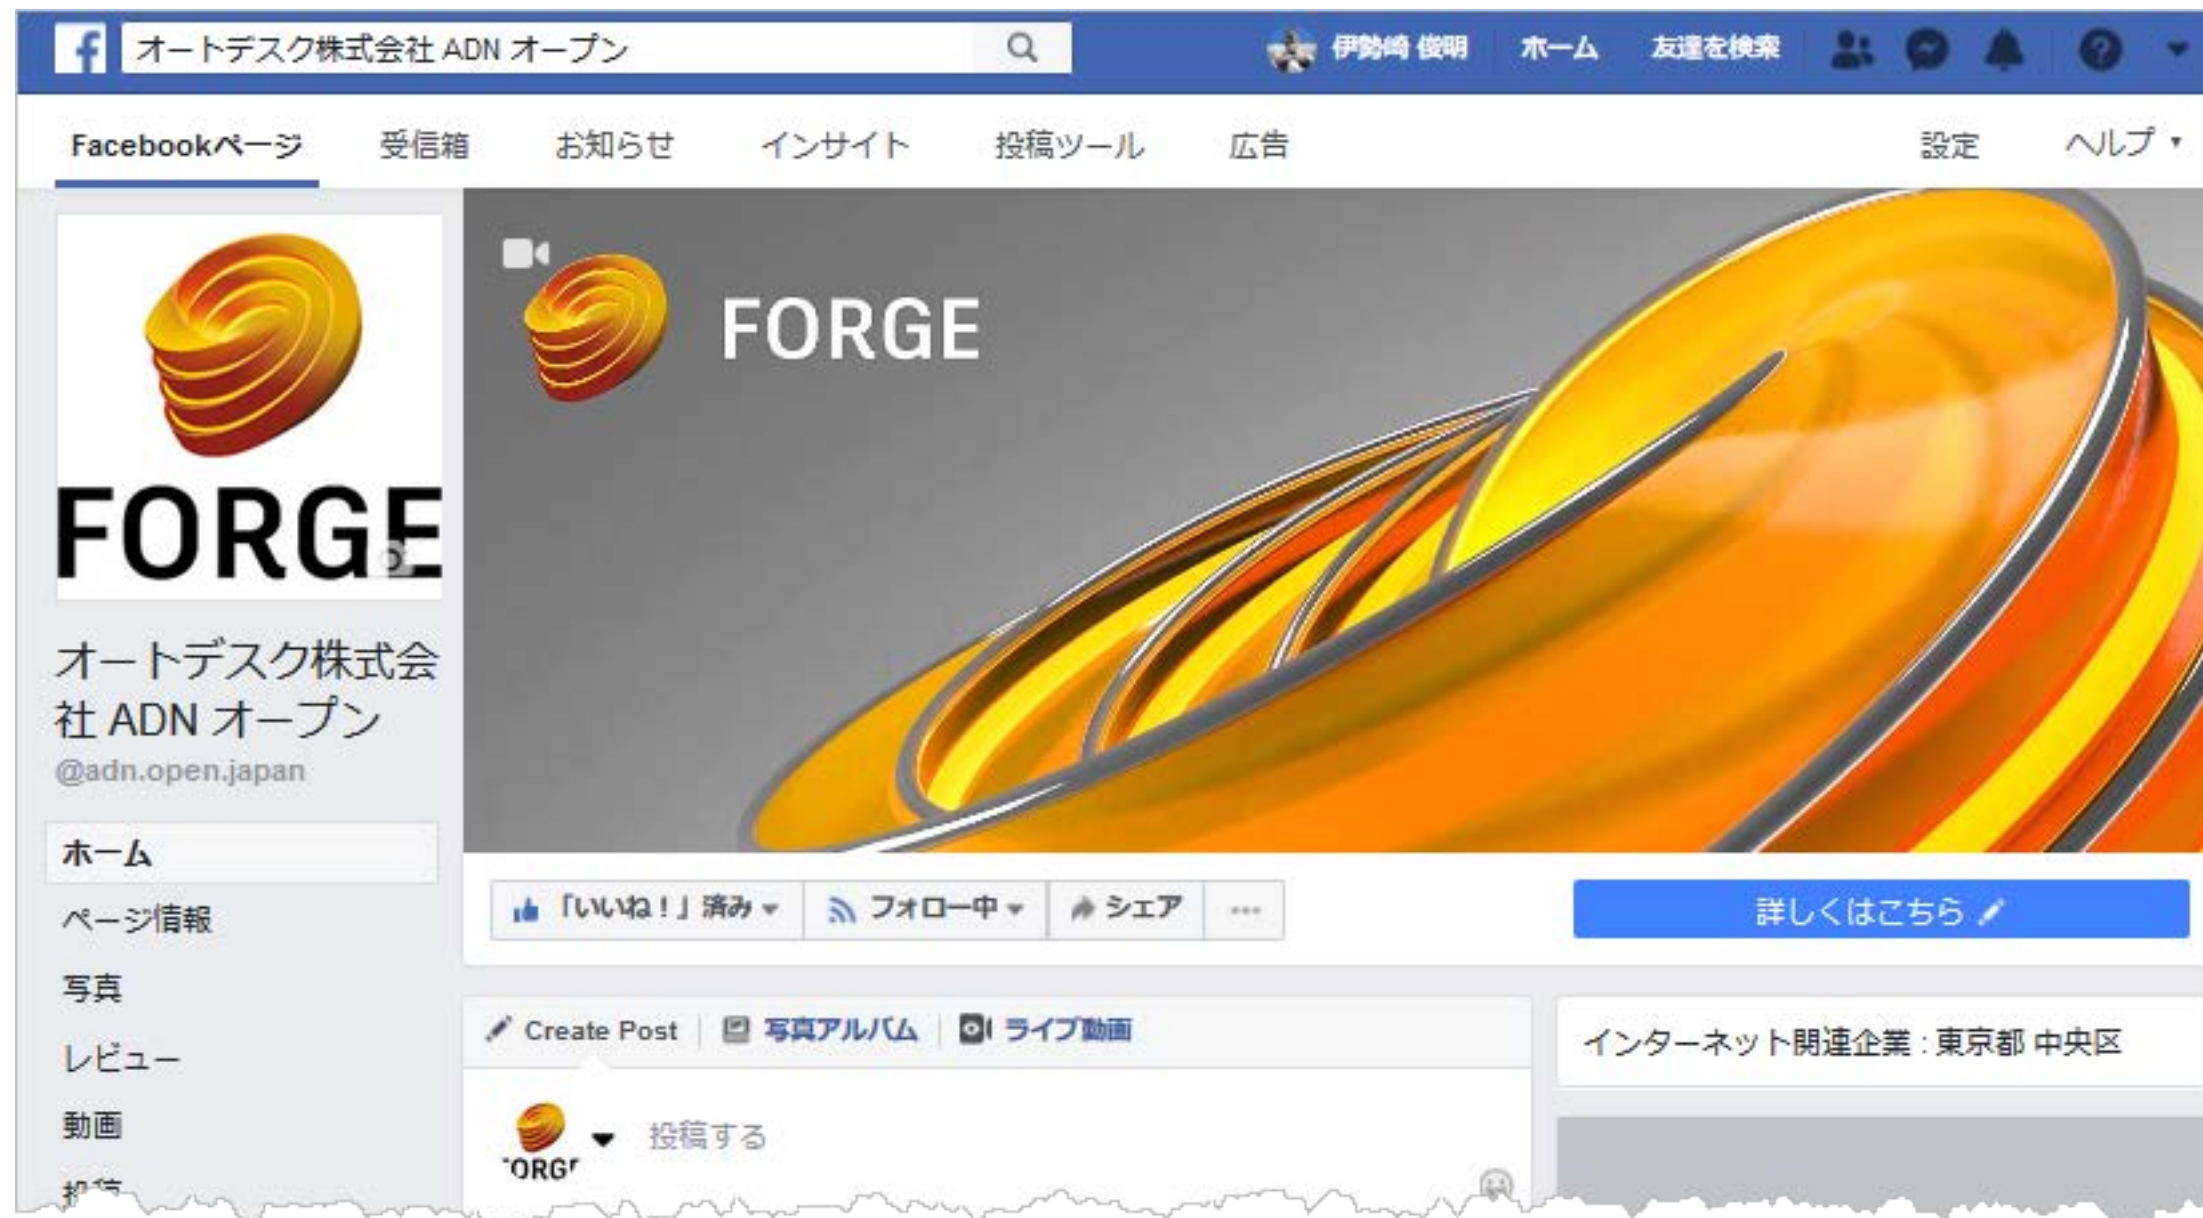 オートデスク株式会社 ADN オープン
伊勢崎 俊明 ホーム 友達を検索
Facebookページ 受信箱 お知らせ インサイト 投稿ツール 広告 設定 ヘルプ
FORGE
FORGE
オートデスク株式会
社 ADN オープン
@adn.open.japan
ホーム
ページ情報
写真
レビュー
動画
「いいね！」済み フォロー中 シェア ...
詳しくはこちら
Create Post 写真アルバム ライブ動画
投稿する
インターネット関連企業 : 東京都 中央区